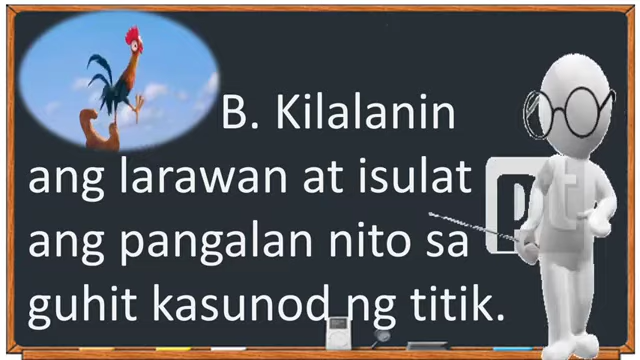 B. Kilalanin
ang larawan at isulat
ang pangalan nito sa
guhit kasunod ng titik.